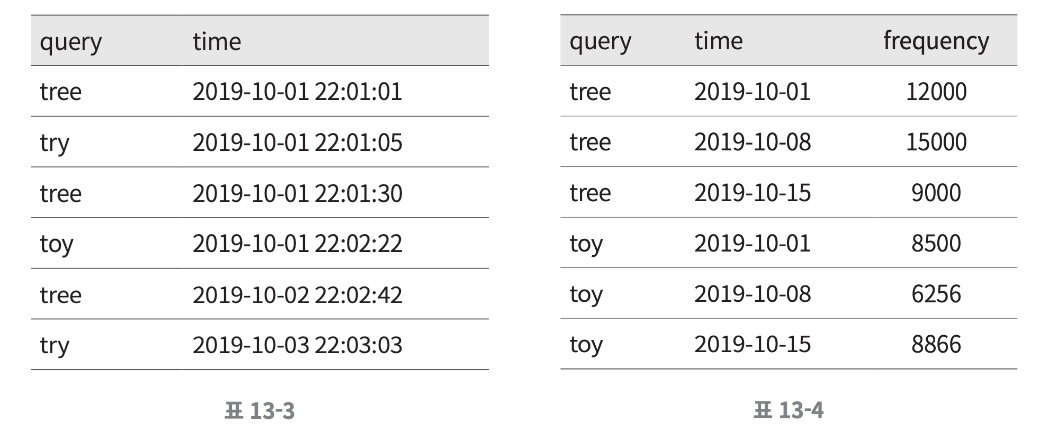 query time
tree 2019-10-01 22:01:01
try 2019-10-01 22:01:05
tree 2019-10-01 22:01:30
toy 2019-10-01 22:02:22
tree 2019-10-02 22:02:42
try 2019-10-03 22:03:03
표 13-3
query time frequency
tree 2019-10-01 12000
tree 2019-10-08 15000
tree 2019-10-15 9000
toy 2019-10-01 8500
toy 2019-10-08 6256
toy 2019-10-15 8866
표 13-4